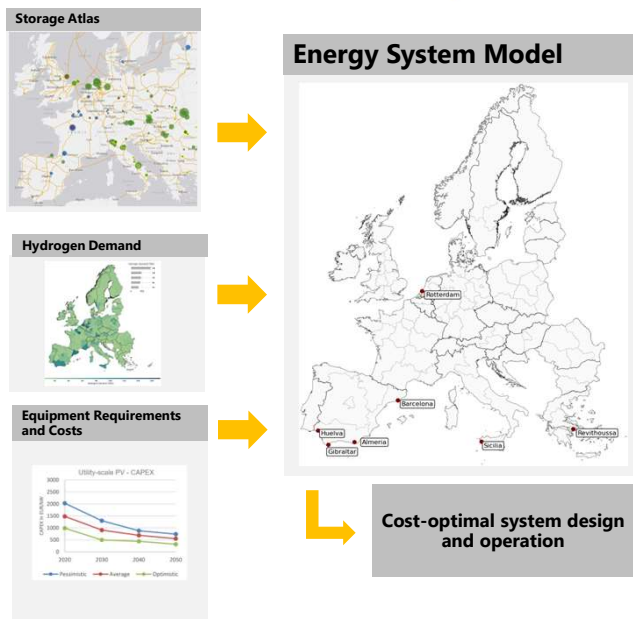 Storage Atlas
Energy System Model
Hydrogen Demand
Rotterdam
Barcelona
Huelva
Almeria
Gibraltar
Sicilia
Revithoussa
Equipment Requirements
and Costs
Utility-scale PV - CAPEX
3000
2500
2000
1500
1000
500
0
2020
2030
2040
2050
Pessimistic
Average
Optimistic
Cost-optimal system design
and operation